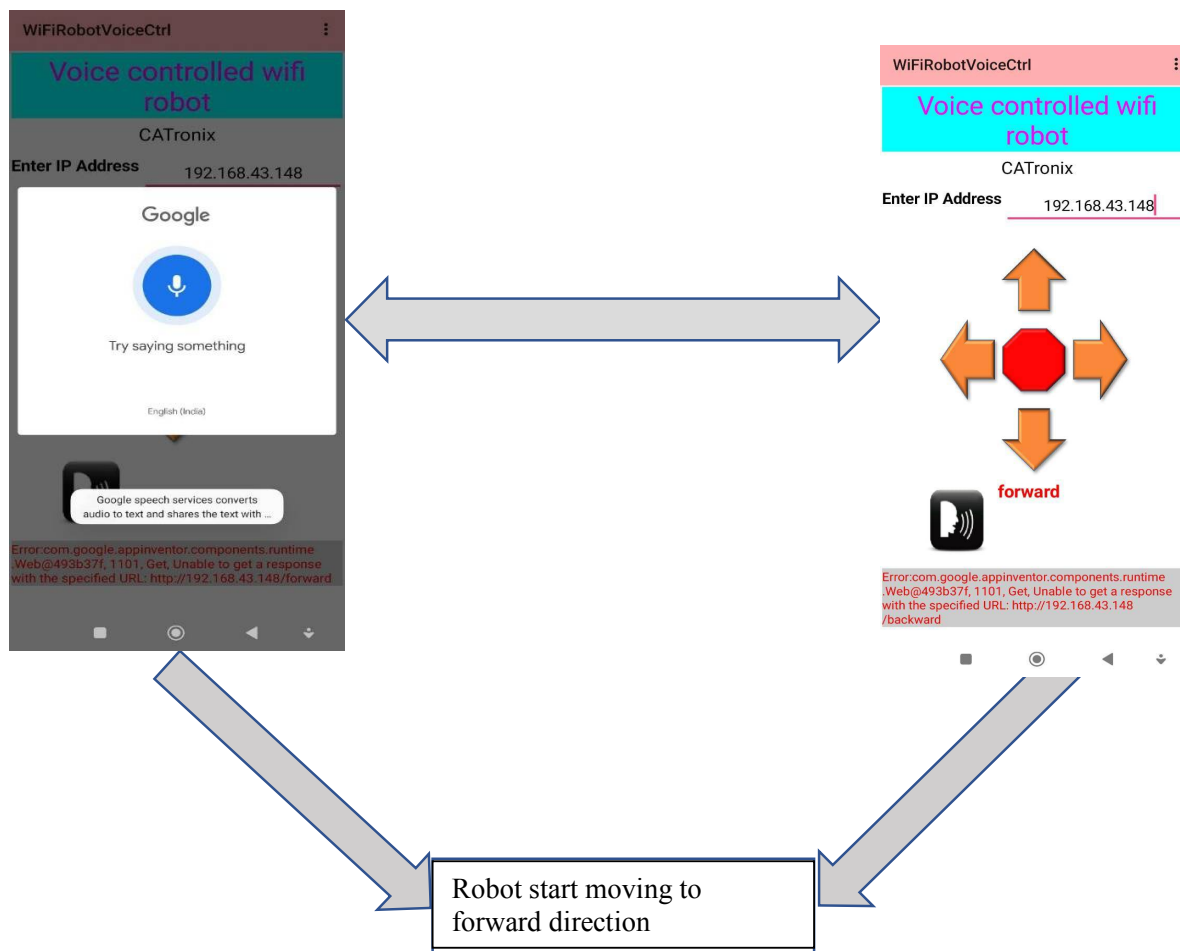 WiFiRobotVoiceCtrl
Voice controlled wifi
robot
CATronix
Enter IP Address
192.168.43.148
Google
Try saying something
English (India)
Google speech services converts
audio to text and shares the text with ...
Error:com.google.appinventor.components.runtime
.Web@493b37f, 1101, Get, Unable to get a response
with the specified URL: http://192.168.43.148/forward
WiFiRobotVoiceCtrl
Voice controlled wifi
robot
CATronix
Enter IP Address
192.168.43.148
forward
Error:com.google.appinventor.components.runtime
.Web@493b37f, 1101, Get, Unable to get a response
with the specified URL: http://192.168.43.148
/backward
Robot start moving to
forward direction